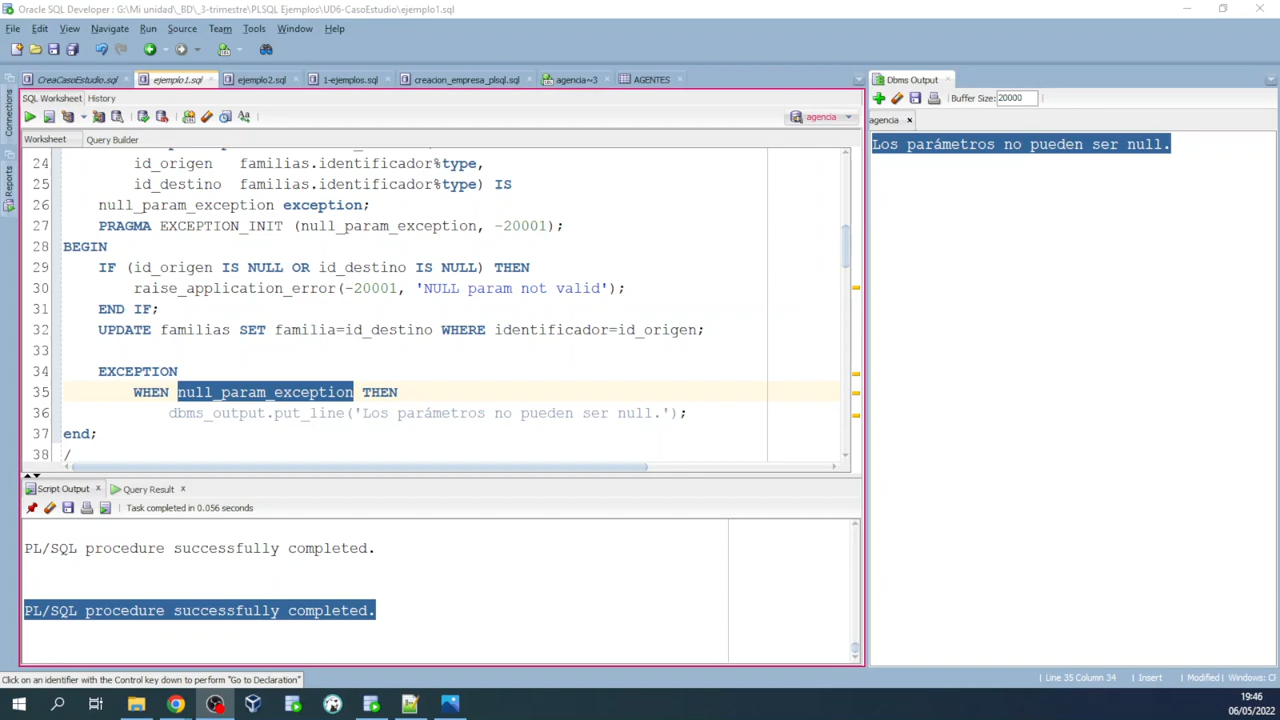 Oracle SQL Developer : G:\Mi unidad\_BD\_3-trimestre\PLSQL Ejemplos\UD6-CasoEstudio\ejemplo1.sql
File Edit View Navigate Run Source Team Tools Window Help
CreaCasoEstudio.sql ejemplo1.sql ejemplo2.sql 1-ejemplos.sql creacion_empresa_plsql.sql agencia~3 AGENTES
Dbms Output
SQL Worksheet History
Buffer Size: 20000
agencia
agencia
Worksheet Query Builder
Los parámetros no pueden ser null.
24 id_origen familias.identificador%type,
25 id_destino familias.identificador%type) IS
26 null_param_exception exception;
27 PRAGMA EXCEPTION_INIT (null_param_exception, -20001);
28 BEGIN
29 IF (id_origen IS NULL OR id_destino IS NULL) THEN
30 raise_application_error(-20001, 'NULL param not valid');
31 END IF;
32 UPDATE familias SET familia=id_destino WHERE identificador=id_origen;
33
34 EXCEPTION
35 WHEN null_param_exception THEN
36 dbms_output.put_line('Los parámetros no pueden ser null.');
37 end;
38 /
Script Output Query Result
Task completed in 0.056 seconds
PL/SQL procedure successfully completed.
PL/SQL procedure successfully completed.
Click on an identifier with the Control key down to perform "Go to Declaration"
Line 35 Column 34 Insert Modified Windows: CF
Connections
Reports
19:46
06/05/2022